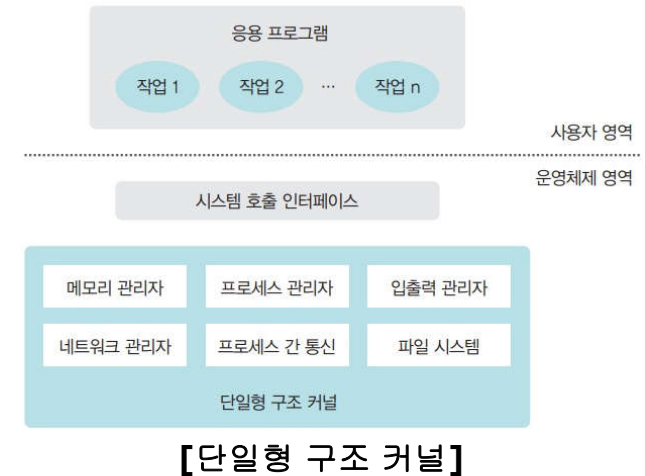 응용 프로그램
작업 1 작업 2 ··· 작업 n
사용자 영역
운영체제 영역
시스템 호출 인터페이스
메모리 관리자 프로세스 관리자 입출력 관리자
네트워크 관리자 프로세스 간 통신 파일 시스템
단일형 구조 커널
[단일형 구조 커널]